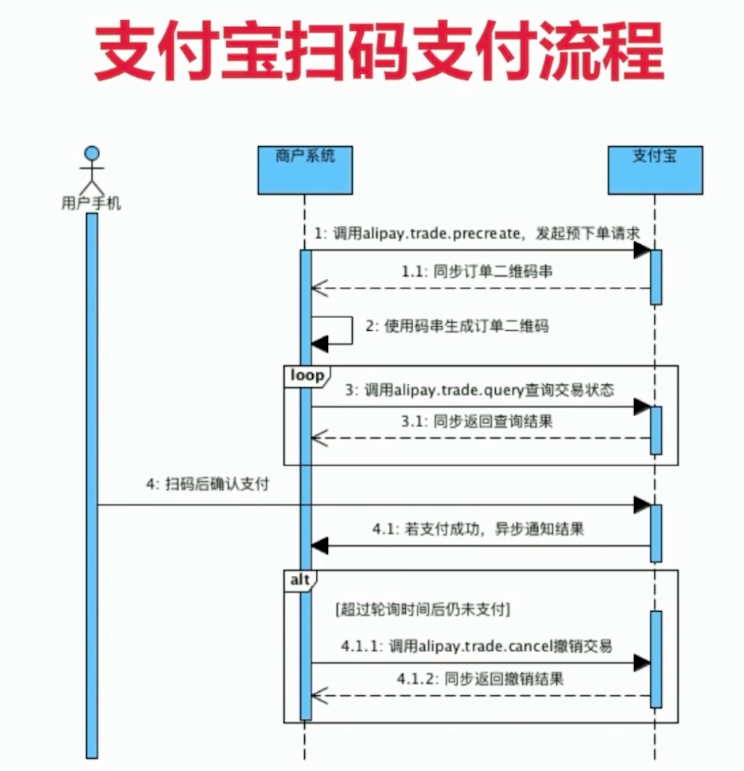 支付宝扫码支付流程
用户手机
商户系统
支付宝
1: 调用alipay.trade.precreate，发起预下单请求
1.1: 同步订单二维码串
2: 使用码串生成订单二维码
loop
3: 调用alipay.trade.query查询交易状态
3.1: 同步返回查询结果
4: 扫码后确认支付
4.1: 若支付成功，异步通知结果
alt
[超过轮询时间后仍未支付]
4.1.1: 调用alipay.trade.cancel撤销交易
4.1.2: 同步返回撤销结果